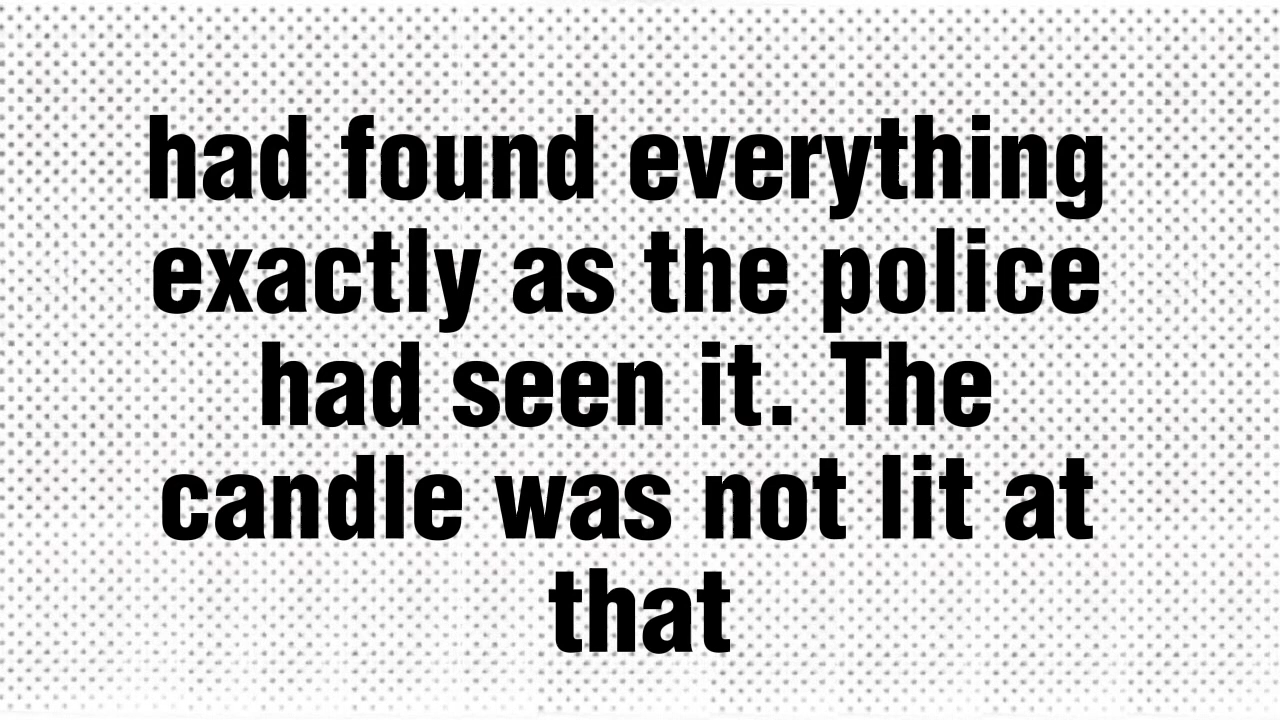 had found everything
exactly as the police
had seen it. The
candle was not lit at
that